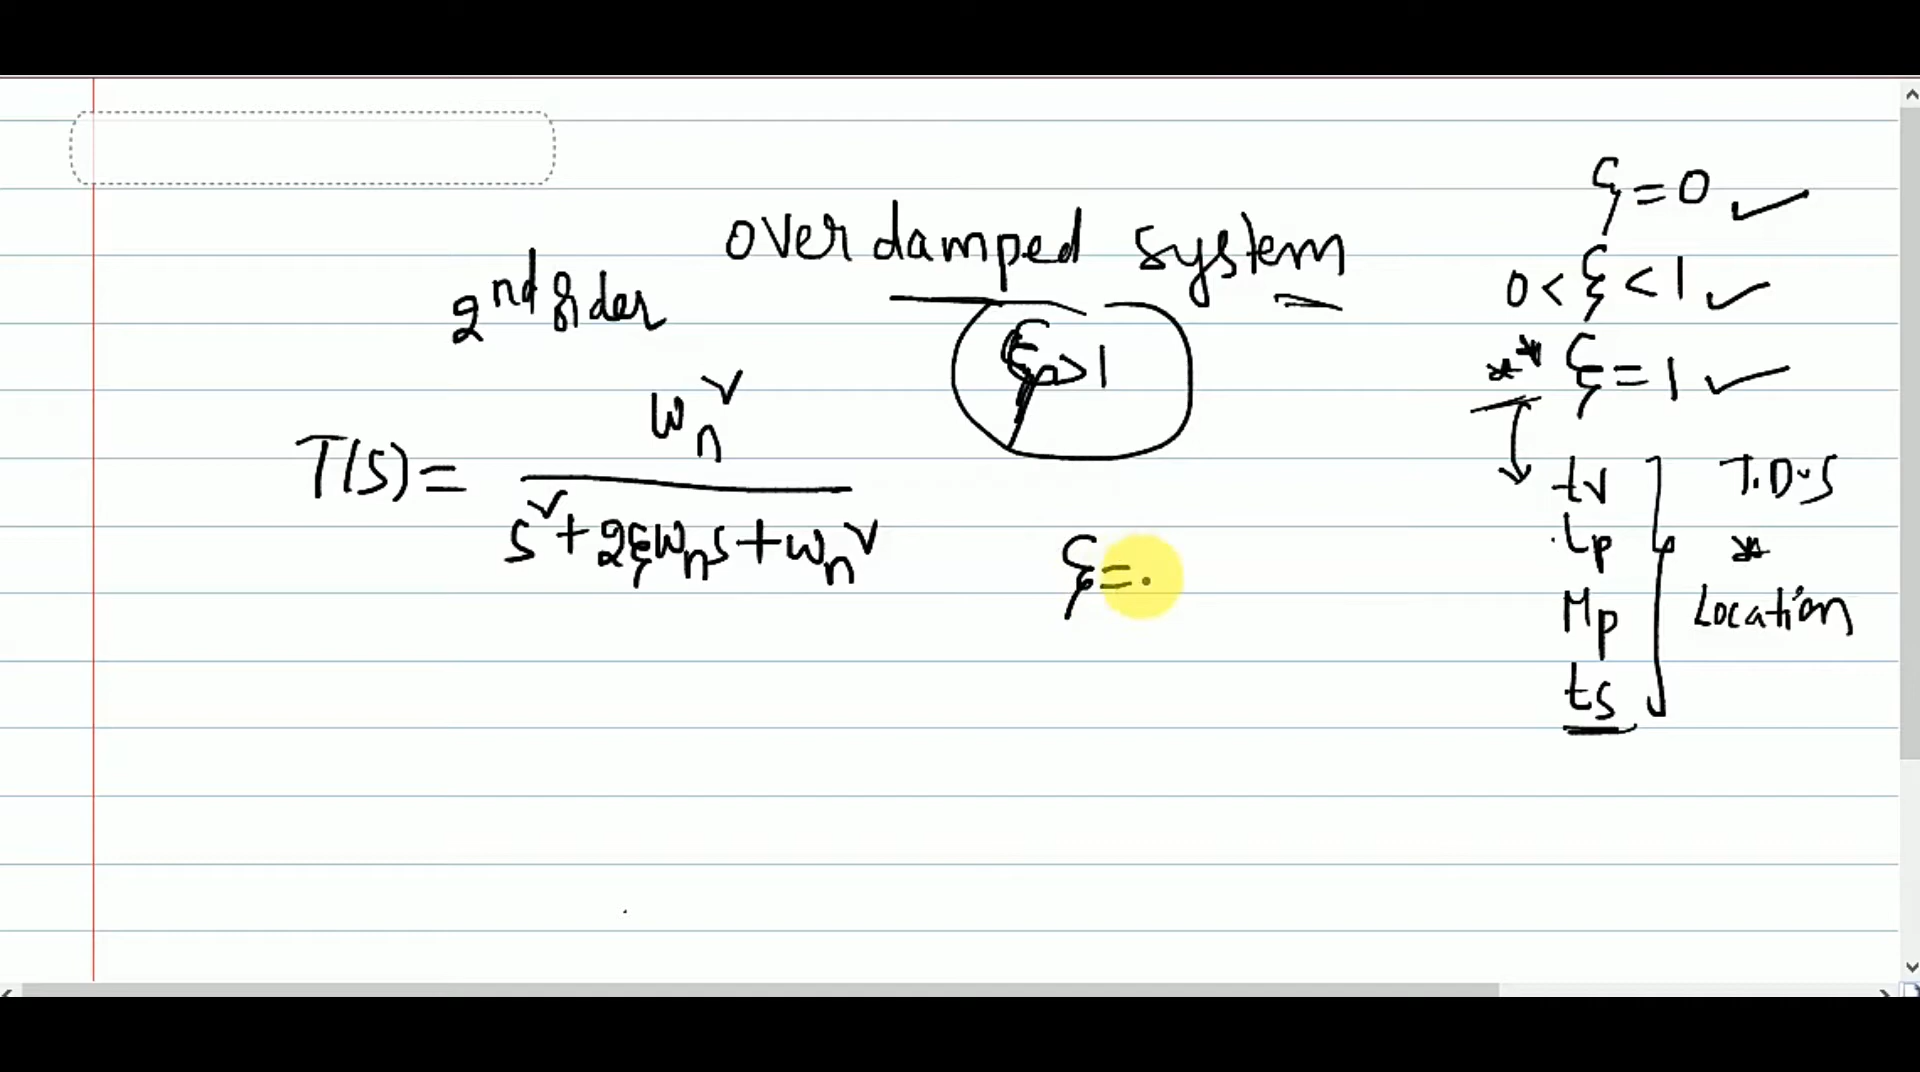 over damped system
2nd order
ξ>1
T(s) = ωn²
s² + 2ξωns + ωn²
ξ=.
ξ=0 ✓
0<ξ<1 ✓
** ξ=1 ✓
tr
tp
Mp
ts
T.D.S
*
Location